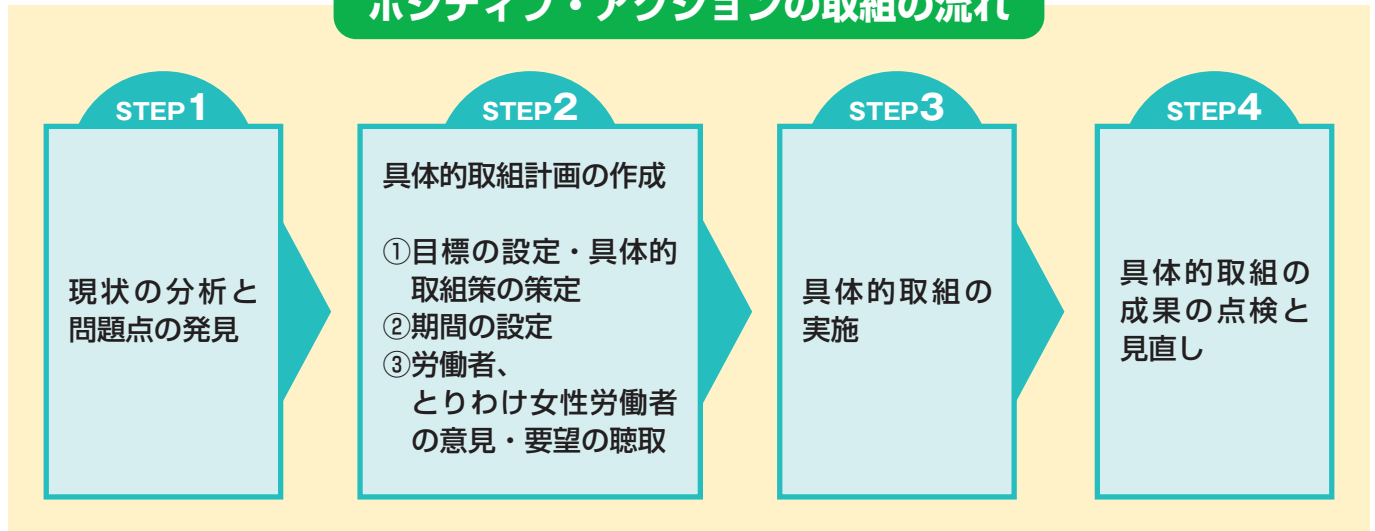 ポジティブ・アクションの取組の流れ
STEP1
現状の分析と
問題点の発見
STEP2
具体的取組計画の作成
①目標の設定・具体的
取組策の策定
②期間の設定
③労働者、
とりわけ女性労働者
の意見・要望の聴取
STEP3
具体的取組の
実施
STEP4
具体的取組の
成果の点検と
見直し